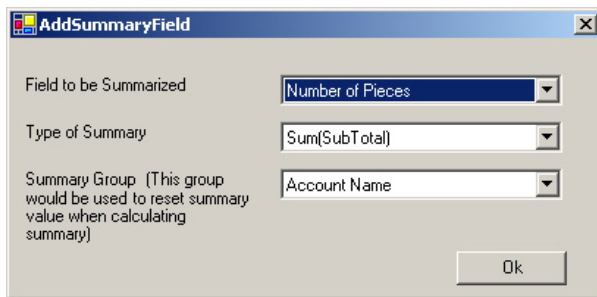 AddSummaryField
Field to be Summarized
Number of Pieces
Type of Summary
Sum(SubTotal)
Summary Group (This group
would be used to reset summary
value when calculating
summary)
Account Name
Ok